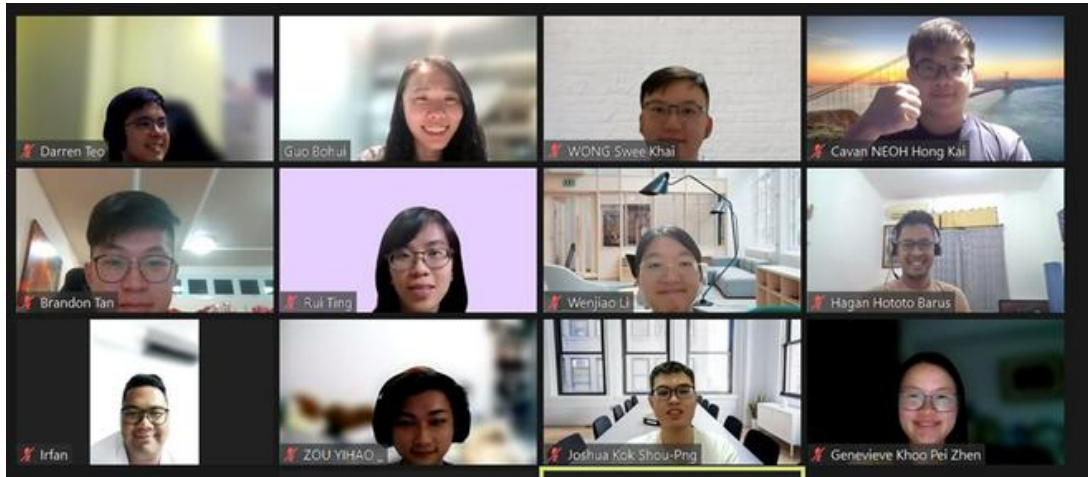 Darren Teo
Guo Bohui
WONG Swee Khai
Cavan NEOH Hong Kai
Brandon Tan
Rui Ting
Wenjiao Li
Hagan Hototo Barus
Irfan
ZOU YIHAO _
Joshua Kok Shou-Png
Genevieve Khoo Pei Zhen